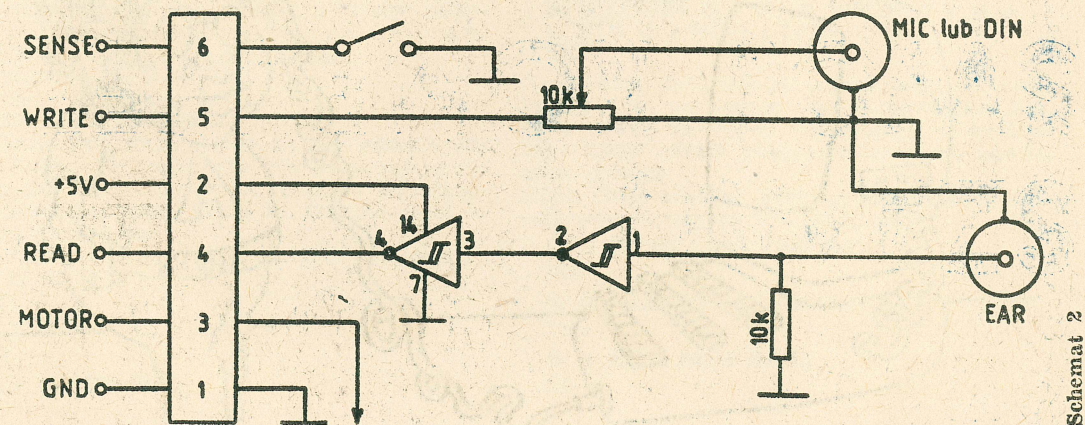 SENSE 6
MIC lub DIN
10k
WRITE 5
+5V 2
14
READ 4 4 3 2 1
7
EAR
MOTOR 3
10k
GND 1
Schemat 2